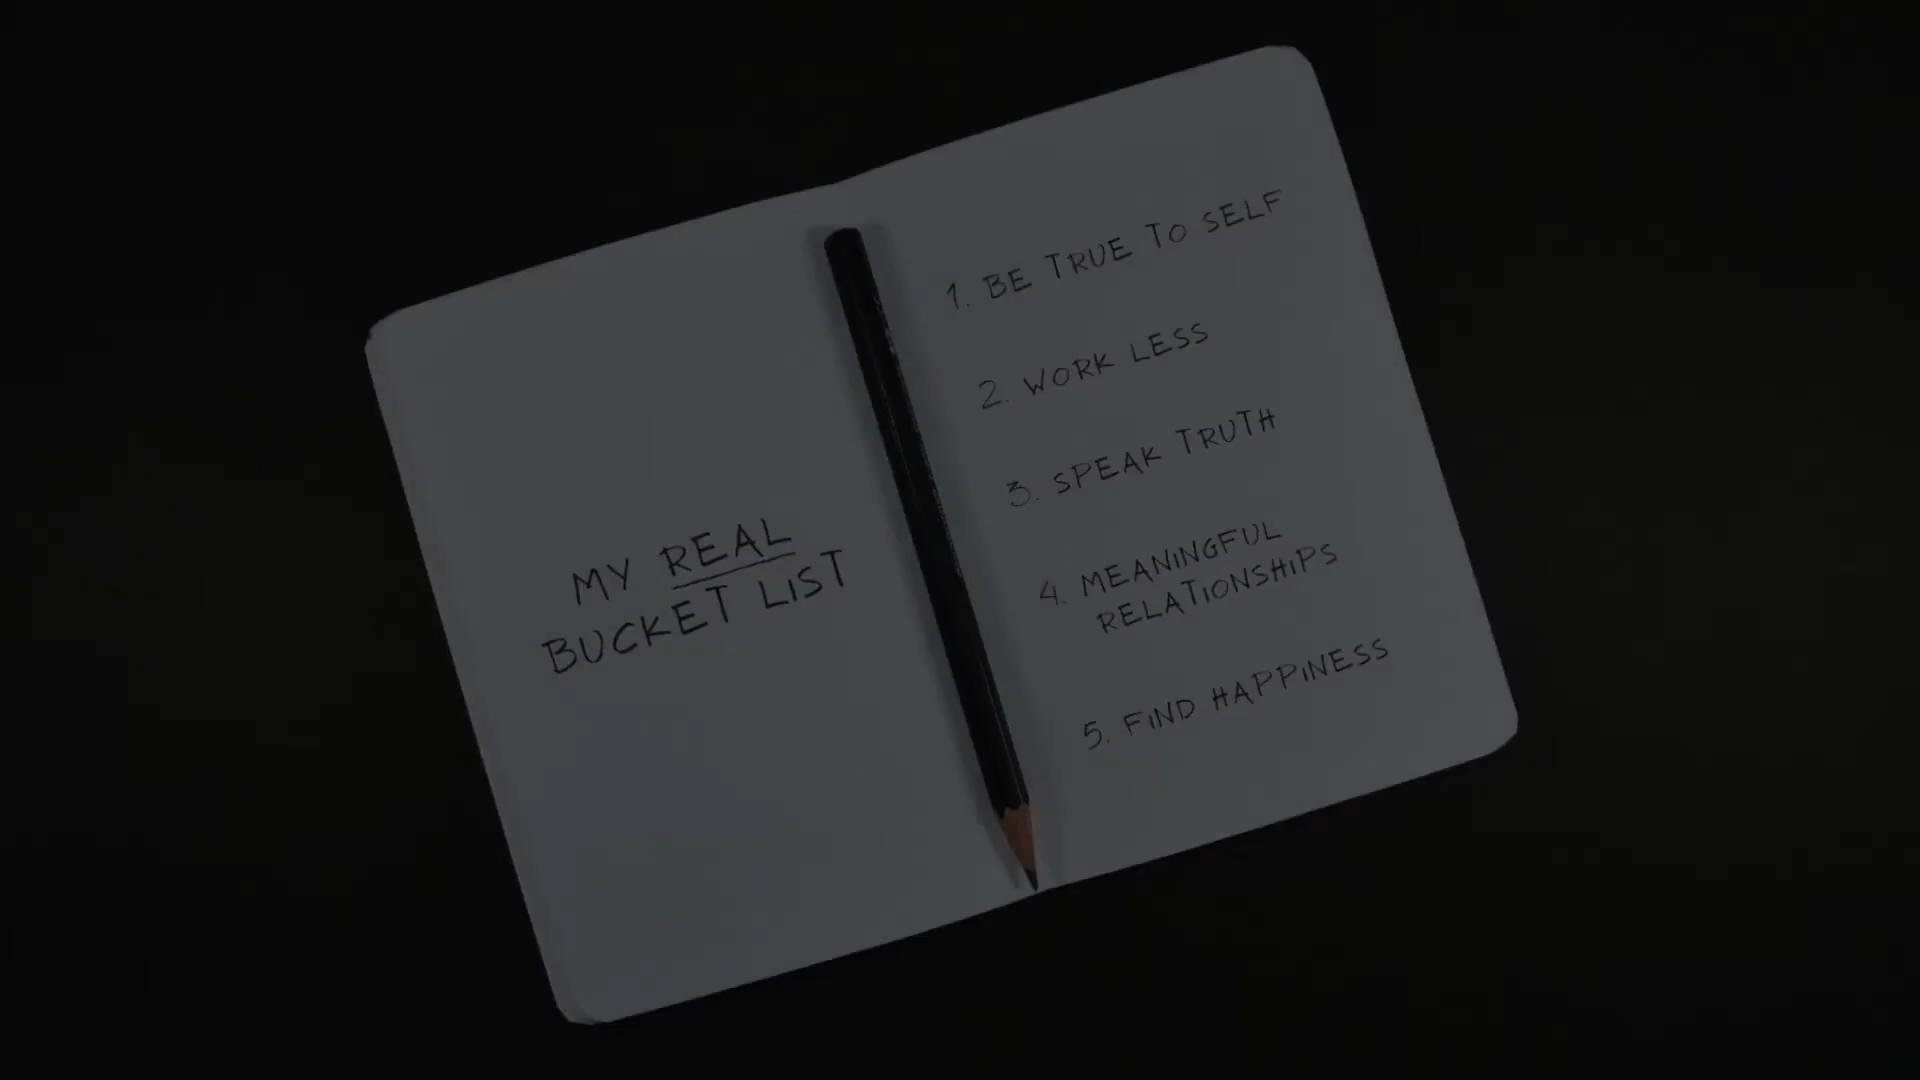 MY REAL
BUCKET LIST
1. BE TRUE TO SELF
2. WORK LESS
3. SPEAK TRUTH
4. MEANINGFUL
RELATIONSHIPS
5. FIND HAPPINESS